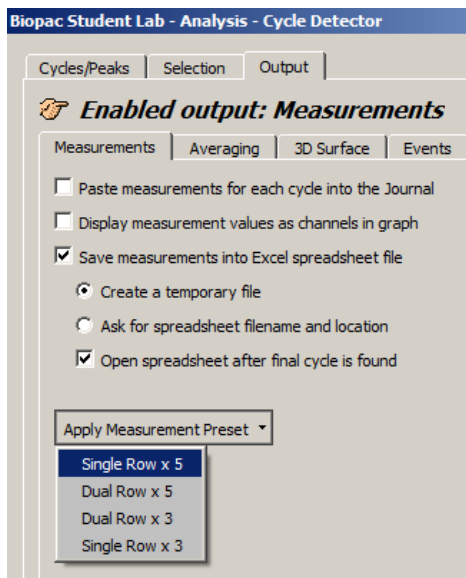 Biopac Student Lab - Analysis - Cycle Detector
Cycles/Peaks Selection Output
Enabled output: Measurements
Measurements Averaging 3D Surface Events
Paste measurements for each cycle into the Journal
Display measurement values as channels in graph
Save measurements into Excel spreadsheet file
Create a temporary file
Ask for spreadsheet filename and location
Open spreadsheet after final cycle is found
Apply Measurement Preset
Single Row x 5
Dual Row x 5
Dual Row x 3
Single Row x 3